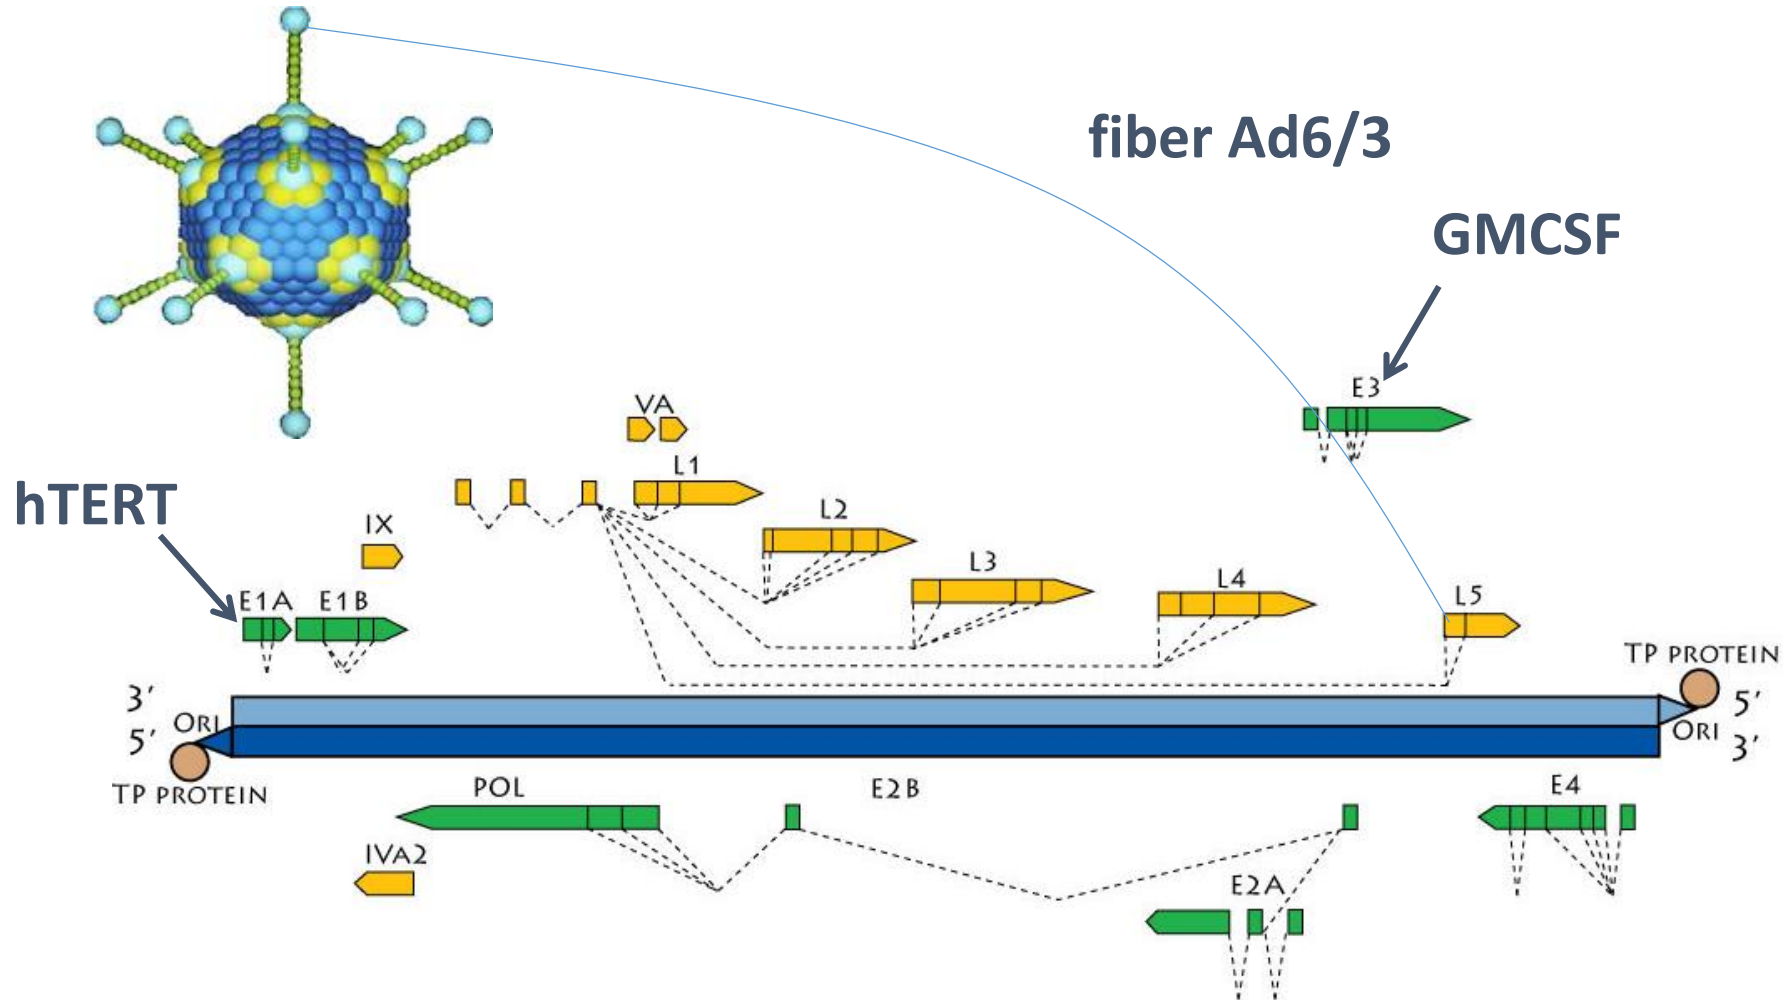 fiber Ad6/3
GMCSF
E3
VA
L1
hTERT
IX
L2
L3
L4
E1A
E1B
L5
TP PROTEIN
3'
5'
ORI
5'
ORI
3'
TP PROTEIN
POL
E2B
E4
IVA2
E2A